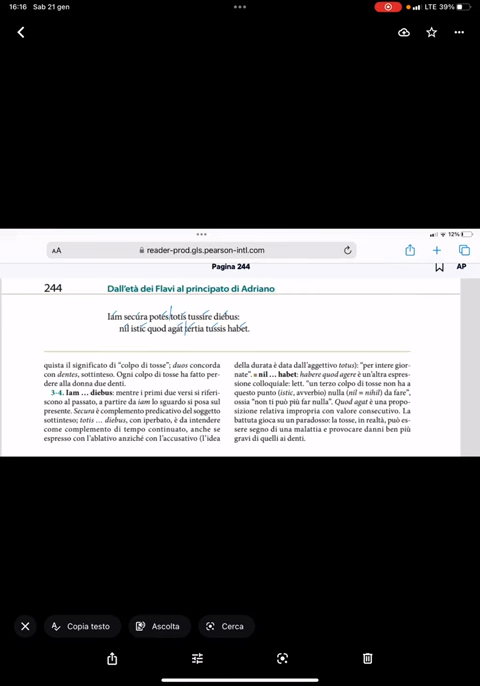 16:16 Sab 21 gen
LTE 39%
12%
AA
reader-prod.gls.pearson-intl.com
Pagina 244
AP
244
Dall'età dei Flavi al principato di Adriano
Iam secura potes totis tussire diebus:
nil istic quod agat tertia tussis habet.
quista il significato di "colpo di tosse"; duos concorda
con dentes, sottinteso. Ogni colpo di tosse ha fatto per-
dere alla donna due denti.
3-4. Iam ... diebus: mentre i primi due versi si riferi-
scono al passato, a partire da iam lo sguardo si posa sul
presente. Secura è complemento predicativo del soggetto
sottinteso; totis ... diebus, con iperbato, è da intendere
come complemento di tempo continuato, anche se
espresso con l'ablativo anziché con l'accusativo (l'idea
della durata è data dall'aggettivo totus): "per intere gior-
nate". nil ... habet: habere quod agere è un'altra espres-
sione colloquiale: lett. "un terzo colpo di tosse non ha a
questo punto (istic, avverbio) nulla (nil = nihil) da fare",
ossia "non ti può più far nulla". Quod agat è una propo-
sizione relativa impropria con valore consecutivo. La
battuta gioca su un paradosso: la tosse, in realtà, può es-
sere segno di una malattia e provocare danni ben più
gravi di quelli ai denti.
Copia testo
Ascolta
Cerca